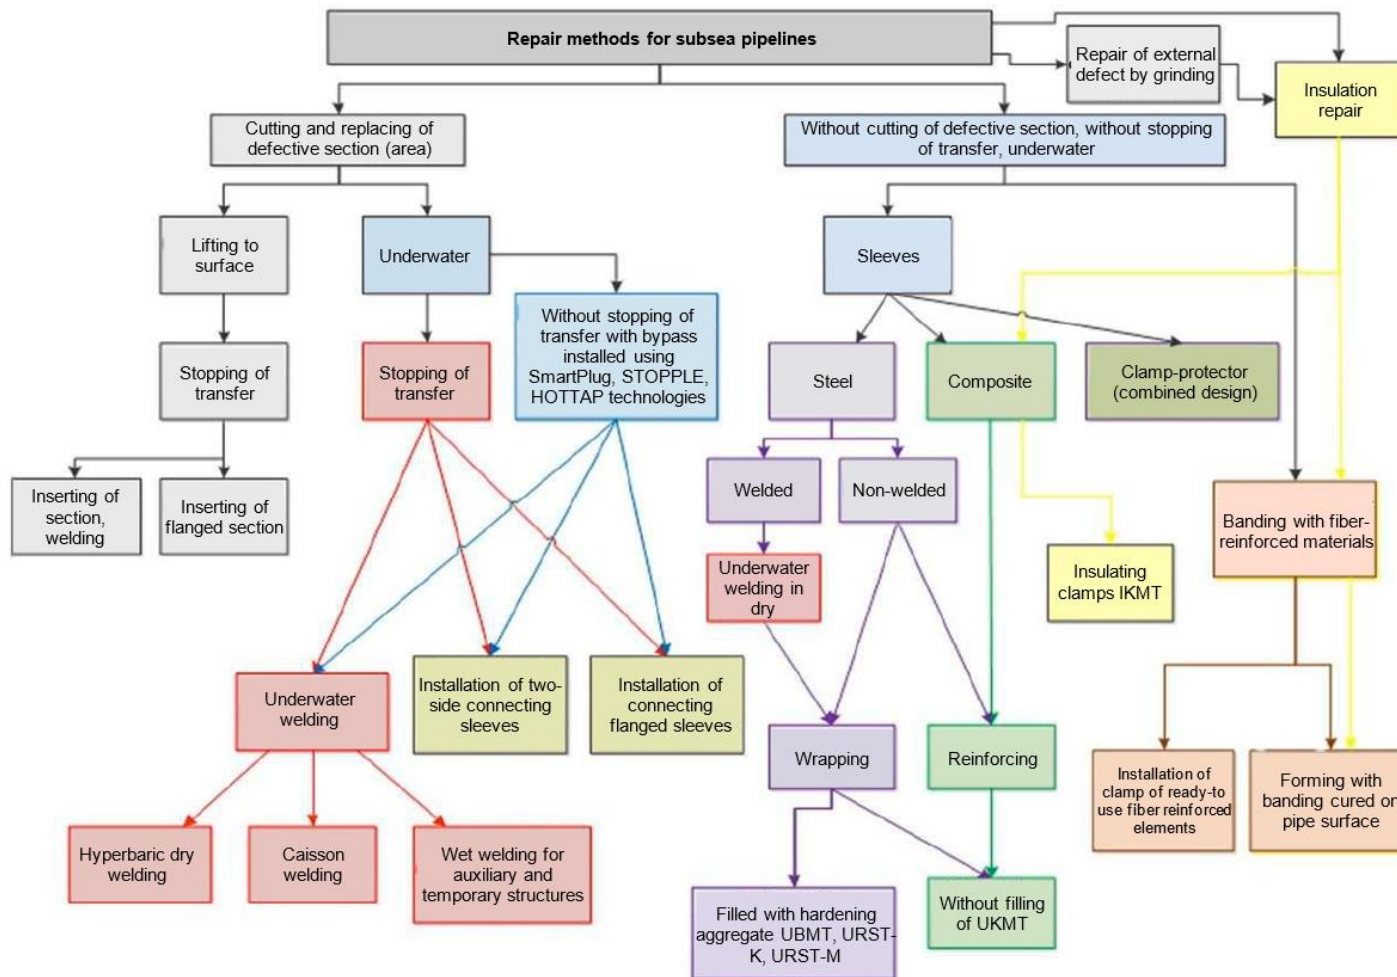 Repair methods for subsea pipelines
Repair of external
defect by grinding
Insulation
repair
Cutting and replacing of
defective section (area)
Without cutting of defective section, without stopping
of transfer, underwater
Lifting to
surface
Underwater
Sleeves
Without stopping of
transfer with bypass
installed using
SmartPlug, STOPPLE,
HOTTAP technologies
Stopping of
transfer
Stopping of
transfer
Steel
Composite
Clamp-protector
(combined design)
Inserting of
section,
welding
Inserting of
flanged section
Welded
Non-welded
Banding with fiber-
reinforced materials
Underwater
welding in
dry
Insulating
clamps IKMT
Underwater
welding
Installation of two-
side connecting
sleeves
Installation of
connecting
flanged sleeves
Wrapping
Reinforcing
Installation of
clamp of ready-to
use fiber reinforced
elements
Forming with
banding cured on
pipe surface
Hyperbaric dry
welding
Caisson
welding
Wet welding for
auxiliary and
temporary structures
Filled with hardening
aggregate UBMT, URST-
K, URST-M
Without filling
of UKMT